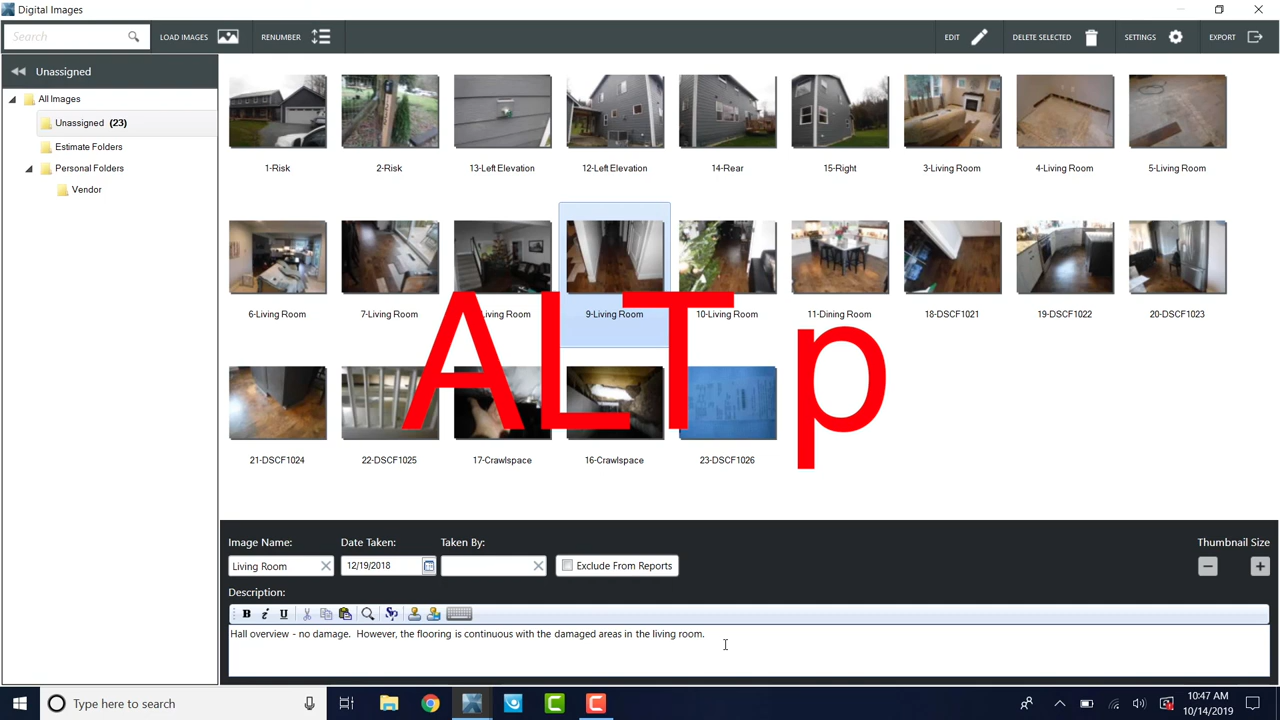 Digital Images
Search
LOAD IMAGES
RENUMBER
EDIT
DELETE SELECTED
SETTINGS
EXPORT
Unassigned
All Images
Unassigned (23)
Estimate Folders
Personal Folders
Vendor
1-Risk
2-Risk
13-Left Elevation
12-Left Elevation
14-Rear
15-Right
3-Living Room
4-Living Room
5-Living Room
6-Living Room
7-Living Room
Living Room
9-Living Room
10-Living Room
11-Dining Room
18-DSCF1021
19-DSCF1022
20-DSCF1023
ALT p
21-DSCF1024
22-DSCF1025
17-Crawlspace
16-Crawlspace
23-DSCF1026
Image Name:
Date Taken:
Taken By:
Thumbnail Size
Living Room
12/19/2018
Exclude From Reports
Description:
B i U
Hall overview - no damage. However, the flooring is continuous with the damaged areas in the living room.
Type here to search
10:47 AM
10/14/2019